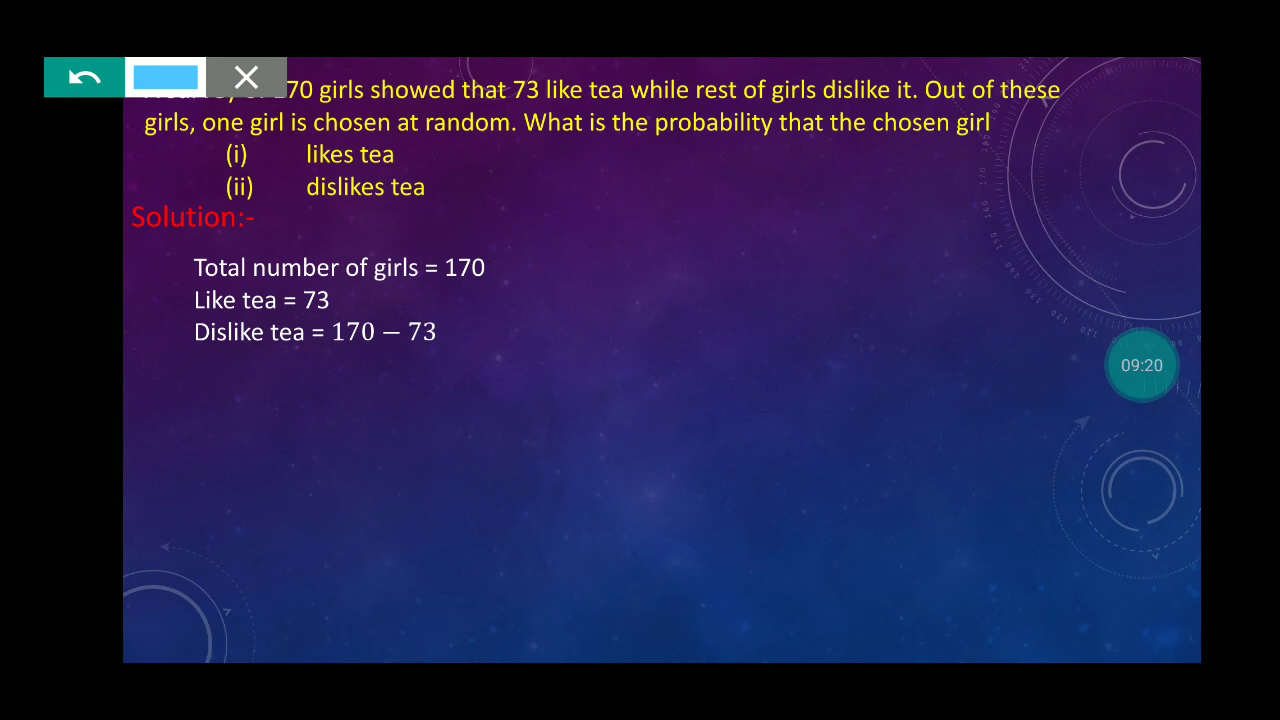 70 girls showed that 73 like tea while rest of girls dislike it. Out of these
girls, one girl is chosen at random. What is the probability that the chosen girl
(i) likes tea
(ii) dislikes tea
Solution:-
Total number of girls = 170
Like tea = 73
Dislike tea = 170 − 73
09:20